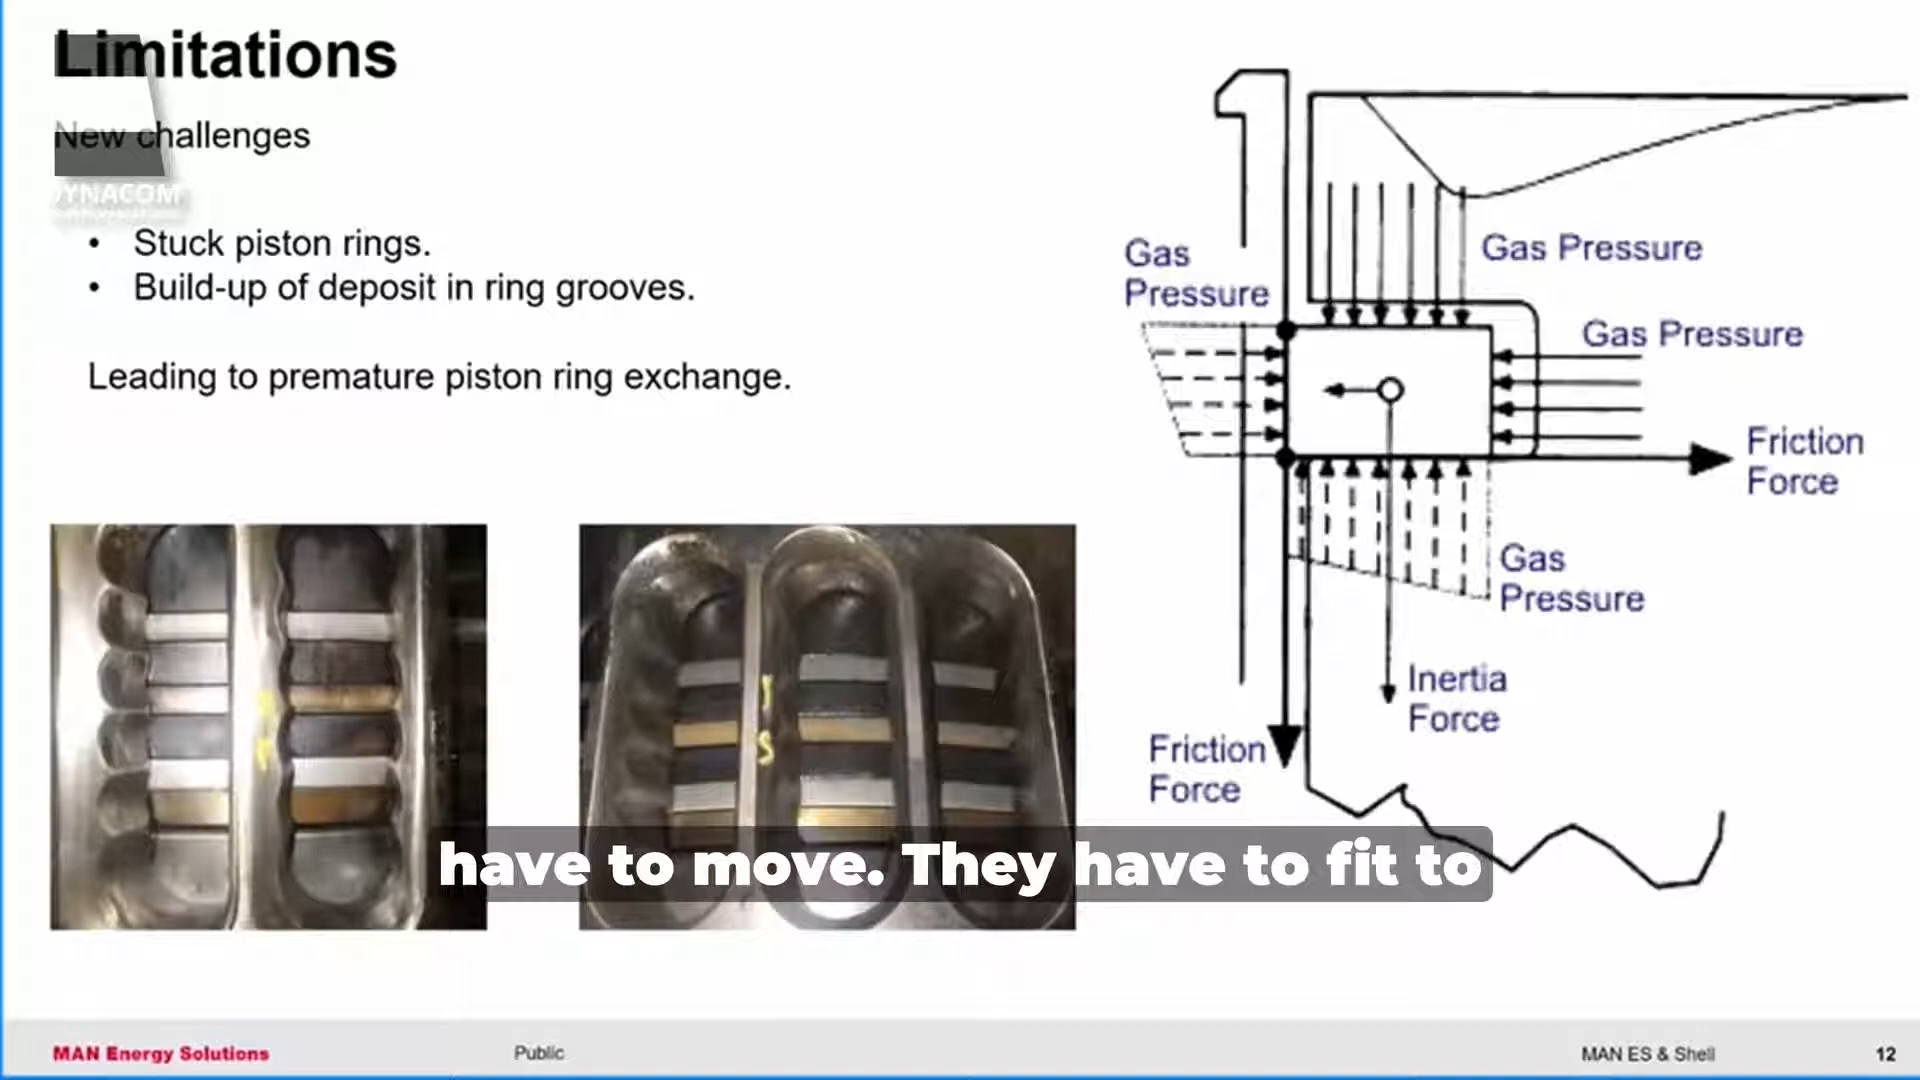 Limitations
New challenges
DYNACOM
• Stuck piston rings.
• Build-up of deposit in ring grooves.
Leading to premature piston ring exchange.
Gas
Pressure
Gas Pressure
Gas Pressure
Friction
Force
Gas
Pressure
Inertia
Force
Friction
Force
have to move. They have to fit to
MAN Energy Solutions
Public
MAN ES & Shell
12